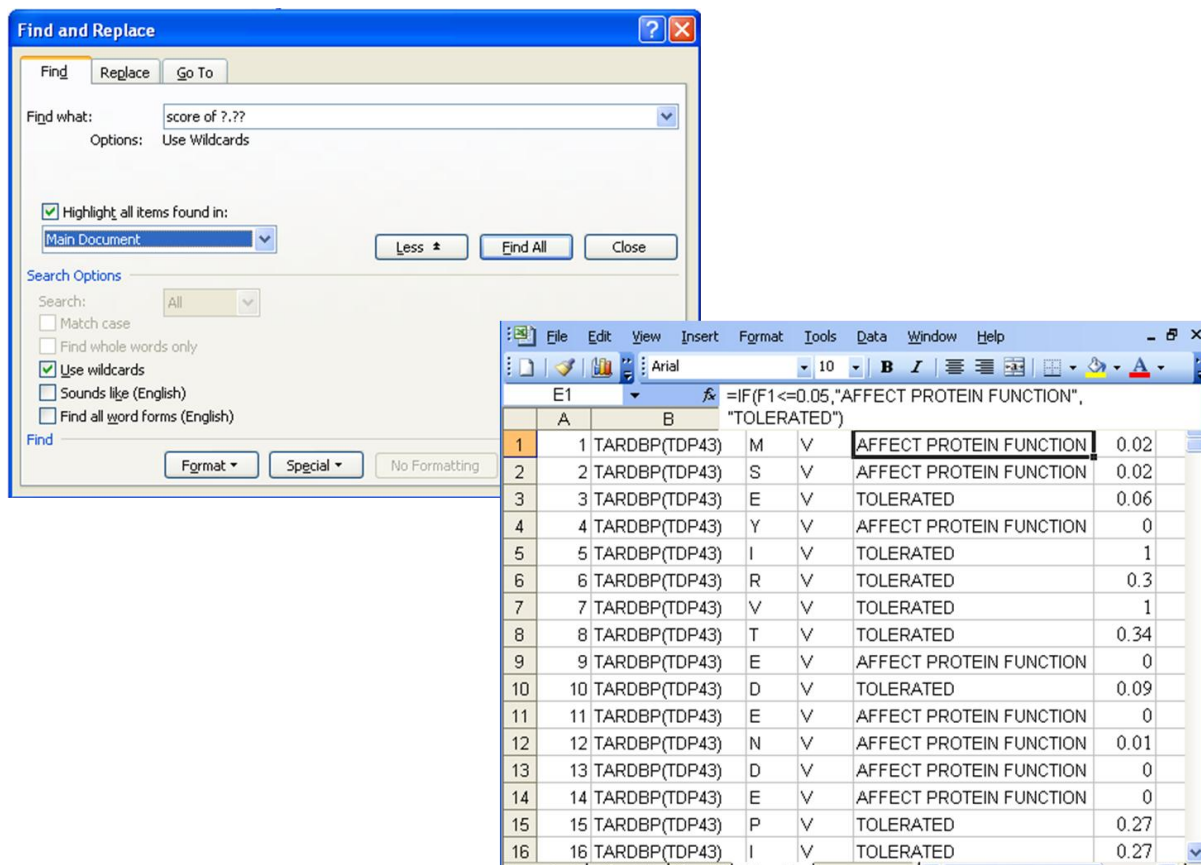 Find and Replace
Find Replace Go To
Find what: score of ?.??
Options: Use Wildcards
Highlight all items found in:
Main Document
Less Find All Close
Search Options
Search: All
Match case
Find whole words only
Use wildcards
Sounds like (English)
Find all word forms (English)
Find
Format Special No Formatting
File Edit View Insert Format Tools Data Window Help
Arial 10 B I A
E1 fx =IF(F1<=0.05,"AFFECT PROTEIN FUNCTION",
"TOLERATED")
A B
1 1 TARDBP(TDP43) M V AFFECT PROTEIN FUNCTION 0.02
2 2 TARDBP(TDP43) S V AFFECT PROTEIN FUNCTION 0.02
3 3 TARDBP(TDP43) E V TOLERATED 0.06
4 4 TARDBP(TDP43) Y V AFFECT PROTEIN FUNCTION 0
5 5 TARDBP(TDP43) I V TOLERATED 1
6 6 TARDBP(TDP43) R V TOLERATED 0.3
7 7 TARDBP(TDP43) V V TOLERATED 1
8 8 TARDBP(TDP43) T V TOLERATED 0.34
9 9 TARDBP(TDP43) E V AFFECT PROTEIN FUNCTION 0
10 10 TARDBP(TDP43) D V TOLERATED 0.09
11 11 TARDBP(TDP43) E V AFFECT PROTEIN FUNCTION 0
12 12 TARDBP(TDP43) N V AFFECT PROTEIN FUNCTION 0.01
13 13 TARDBP(TDP43) D V AFFECT PROTEIN FUNCTION 0
14 14 TARDBP(TDP43) E V AFFECT PROTEIN FUNCTION 0
15 15 TARDBP(TDP43) P V TOLERATED 0.27
16 16 TARDBP(TDP43) I V TOLERATED 0.27